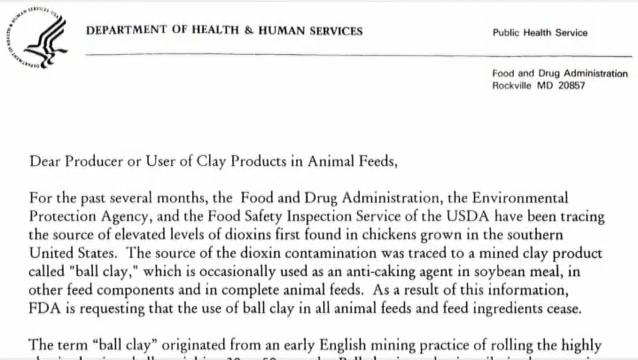 DEPARTMENT OF HEALTH & HUMAN SERVICES
Public Health Service
Food and Drug Administration
Rockville MD 20857
Dear Producer or User of Clay Products in Animal Feeds,
For the past several months, the Food and Drug Administration, the Environmental
Protection Agency, and the Food Safety Inspection Service of the USDA have been tracing
the source of elevated levels of dioxins first found in chickens grown in the southern
United States. The source of the dioxin contamination was traced to a mined clay product
called "ball clay," which is occasionally used as an anti-caking agent in soybean meal, in
other feed components and in complete animal feeds. As a result of this information,
FDA is requesting that the use of ball clay in all animal feeds and feed ingredients cease.
The term “ball clay” originated from an early English mining practice of rolling the highly